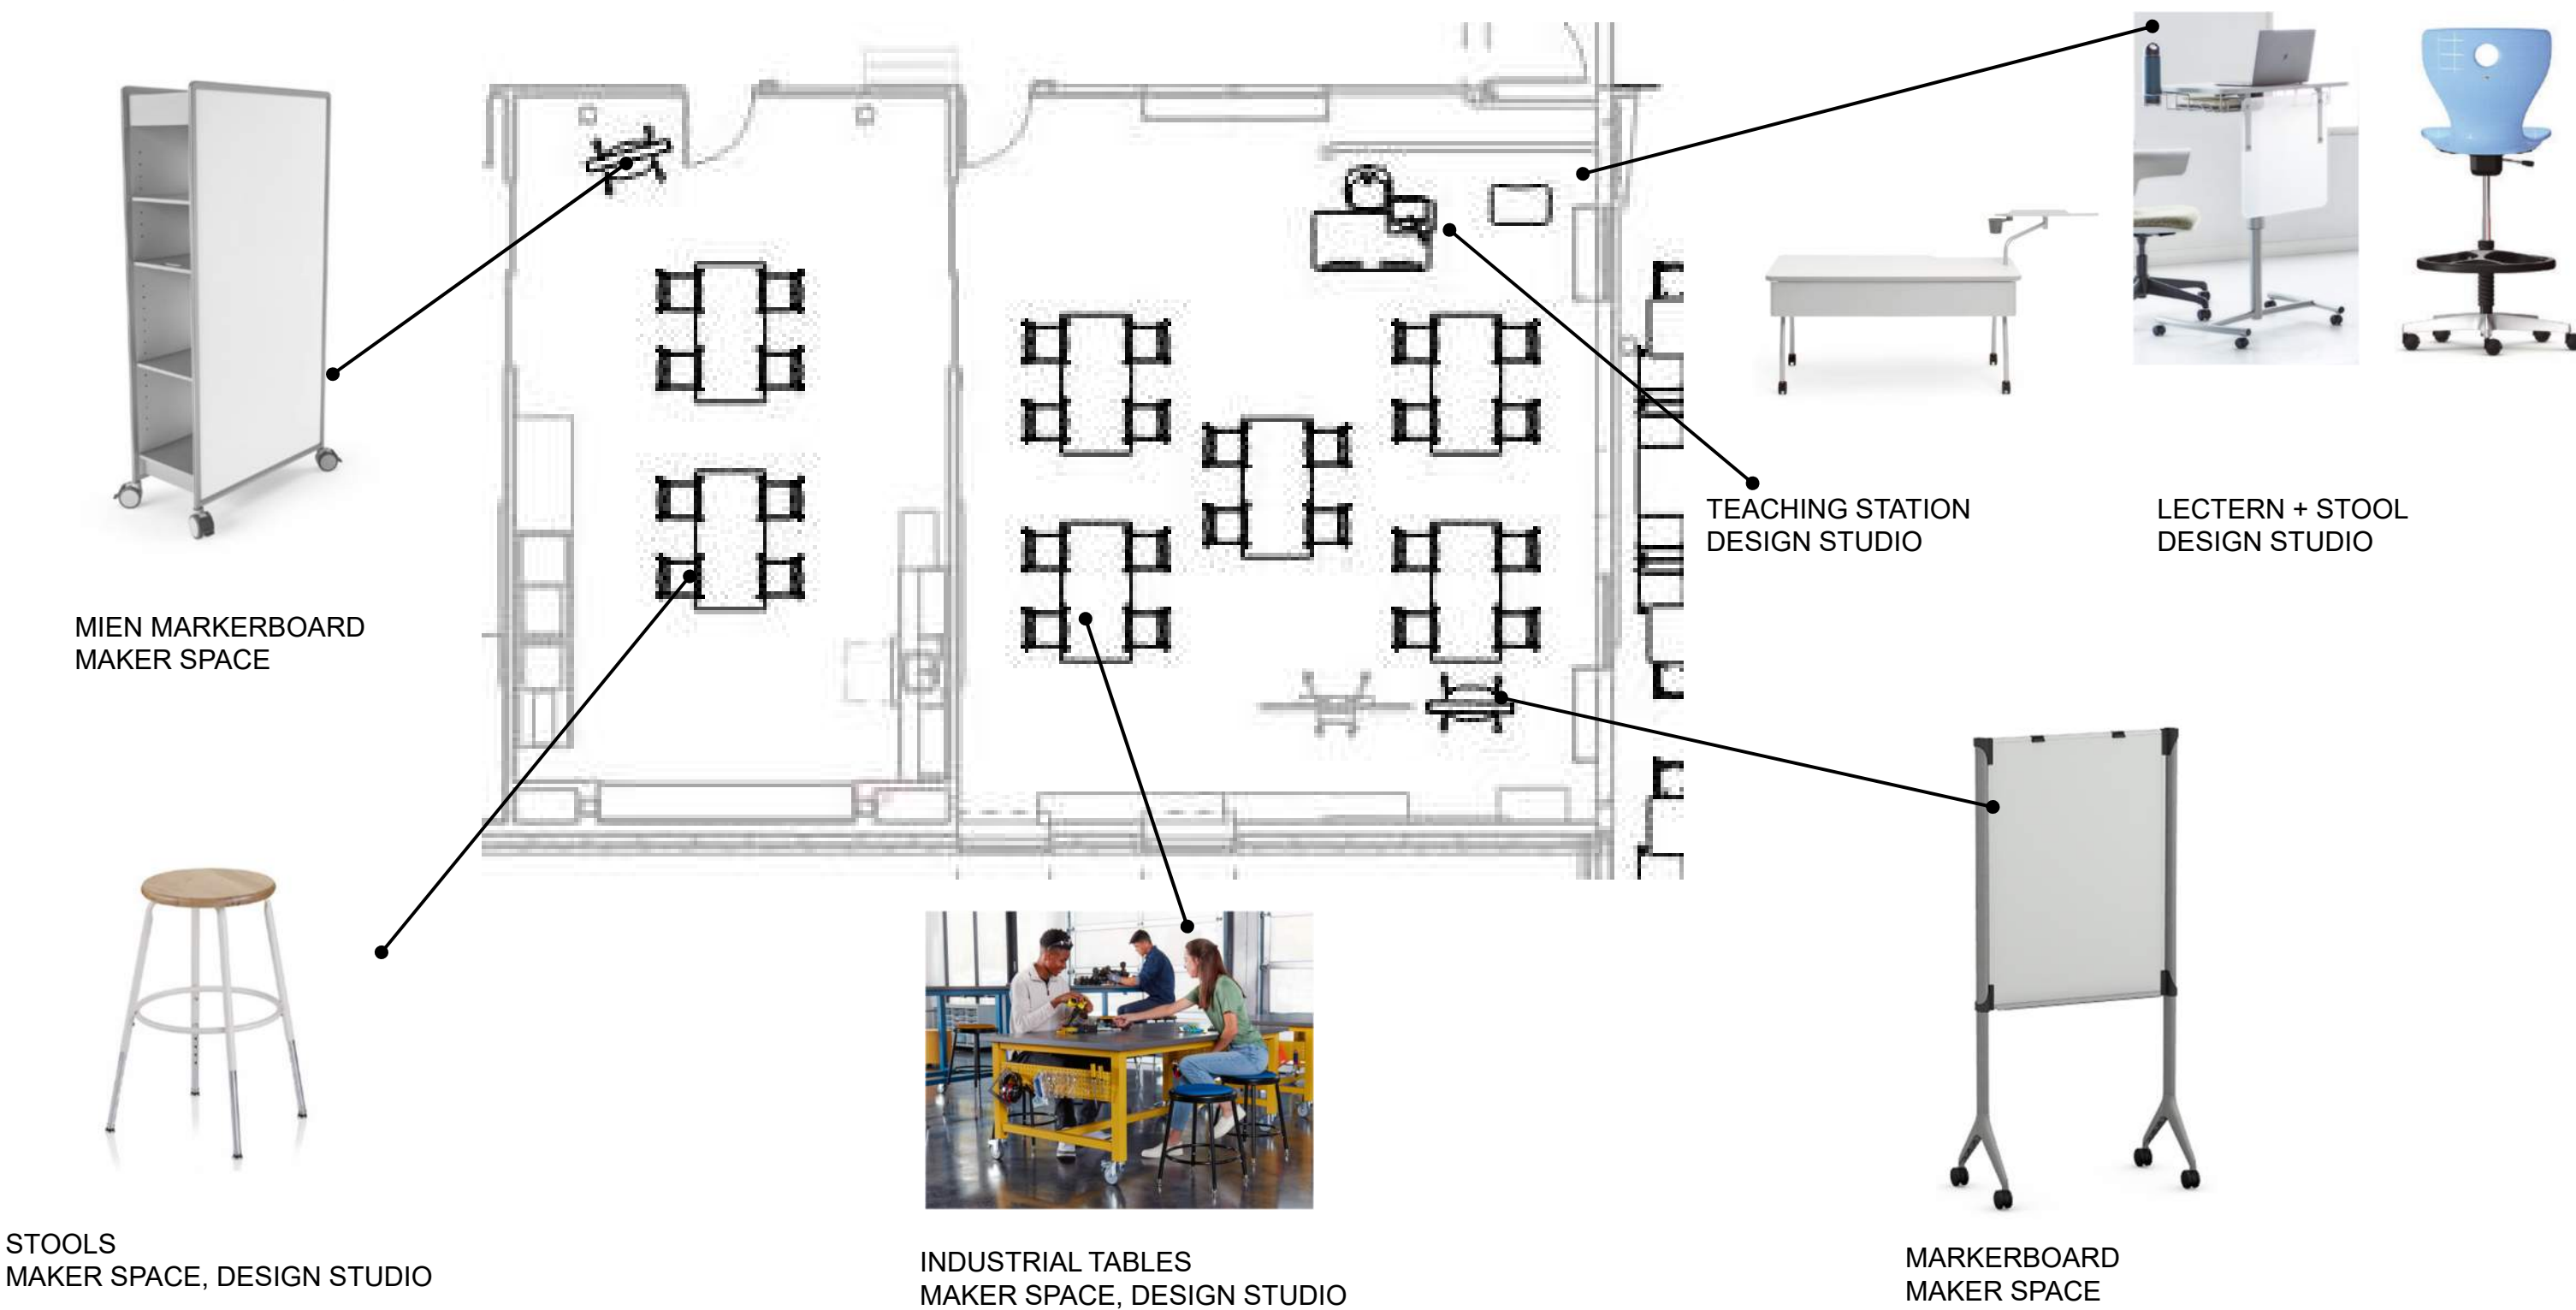 MIEN MARKERBOARD
MAKER SPACE
TEACHING STATION
DESIGN STUDIO
LECTERN + STOOL
DESIGN STUDIO
STOOLS
MAKER SPACE, DESIGN STUDIO
INDUSTRIAL TABLES
MAKER SPACE, DESIGN STUDIO
MARKERBOARD
MAKER SPACE